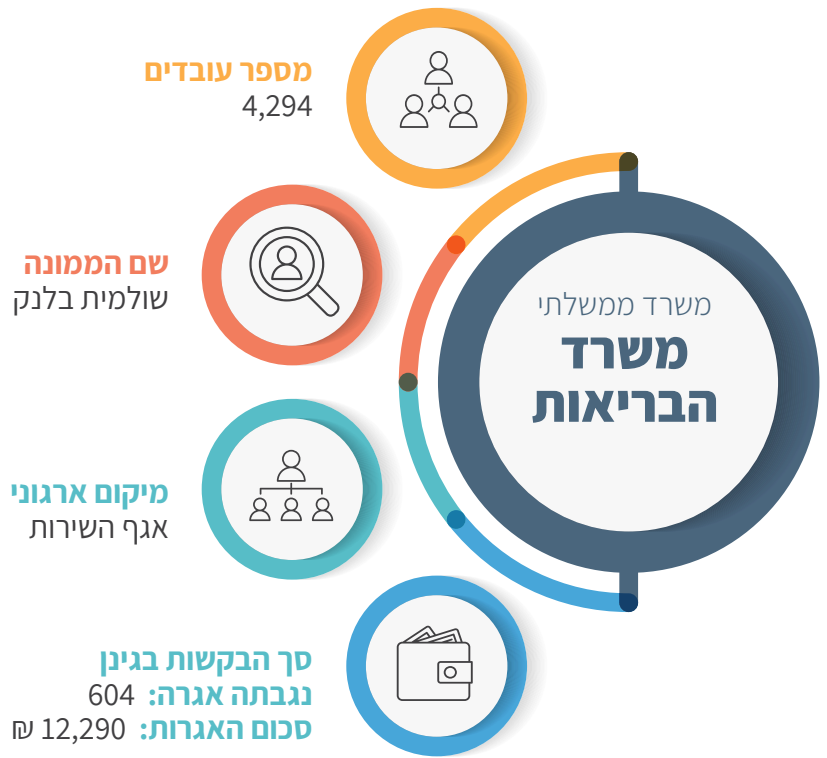 מספר עובדים
4,294
שם הממונה
שולמית בלנק
משרד ממשלתי
משרד
הבריאות
מיקום ארגוני
אגף השירות
סך הבקשות בגינן
נגבתה אגרה: 604
סכום האגרות: 12,290 ₪